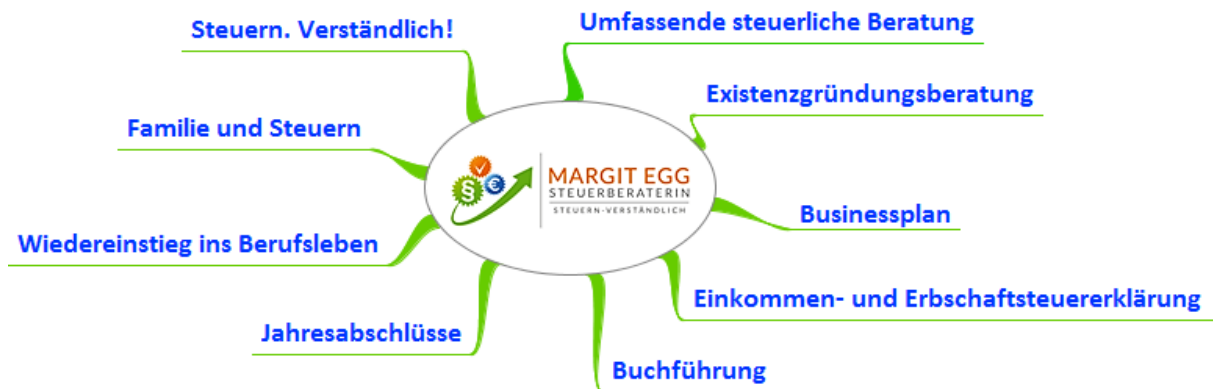 Steuern. Verständlich!
Umfassende steuerliche Beratung
Existenzgründungsberatung
Familie und Steuern
§
€
MARGIT EGG
STEUERBERATERIN
STEUERN-VERSTÄNDLICH
Businessplan
Wiedereinstieg ins Berufsleben
Einkommen- und Erbschaftsteuererklärung
Jahresabschlüsse
Buchführung